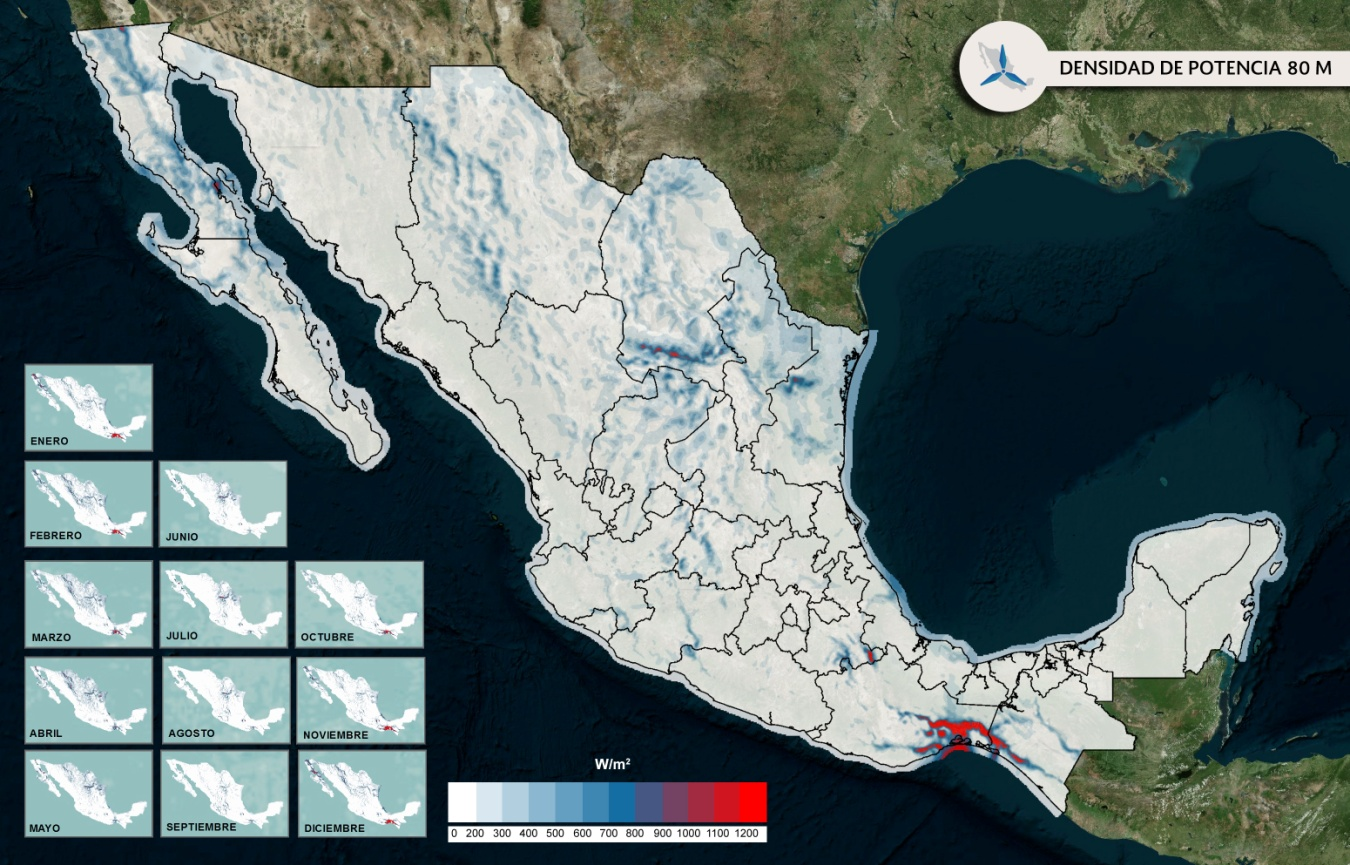 DENSIDAD DE POTENCIA 80 M
ENERO
FEBRERO
JUNIO
MARZO
JULIO
OCTUBRE
ABRIL
AGOSTO
NOVIEMBRE
MAYO
SEPTIEMBRE
DICIEMBRE
W/m²
0 200 300 400 500 600 700 800 900 1000 1100 1200